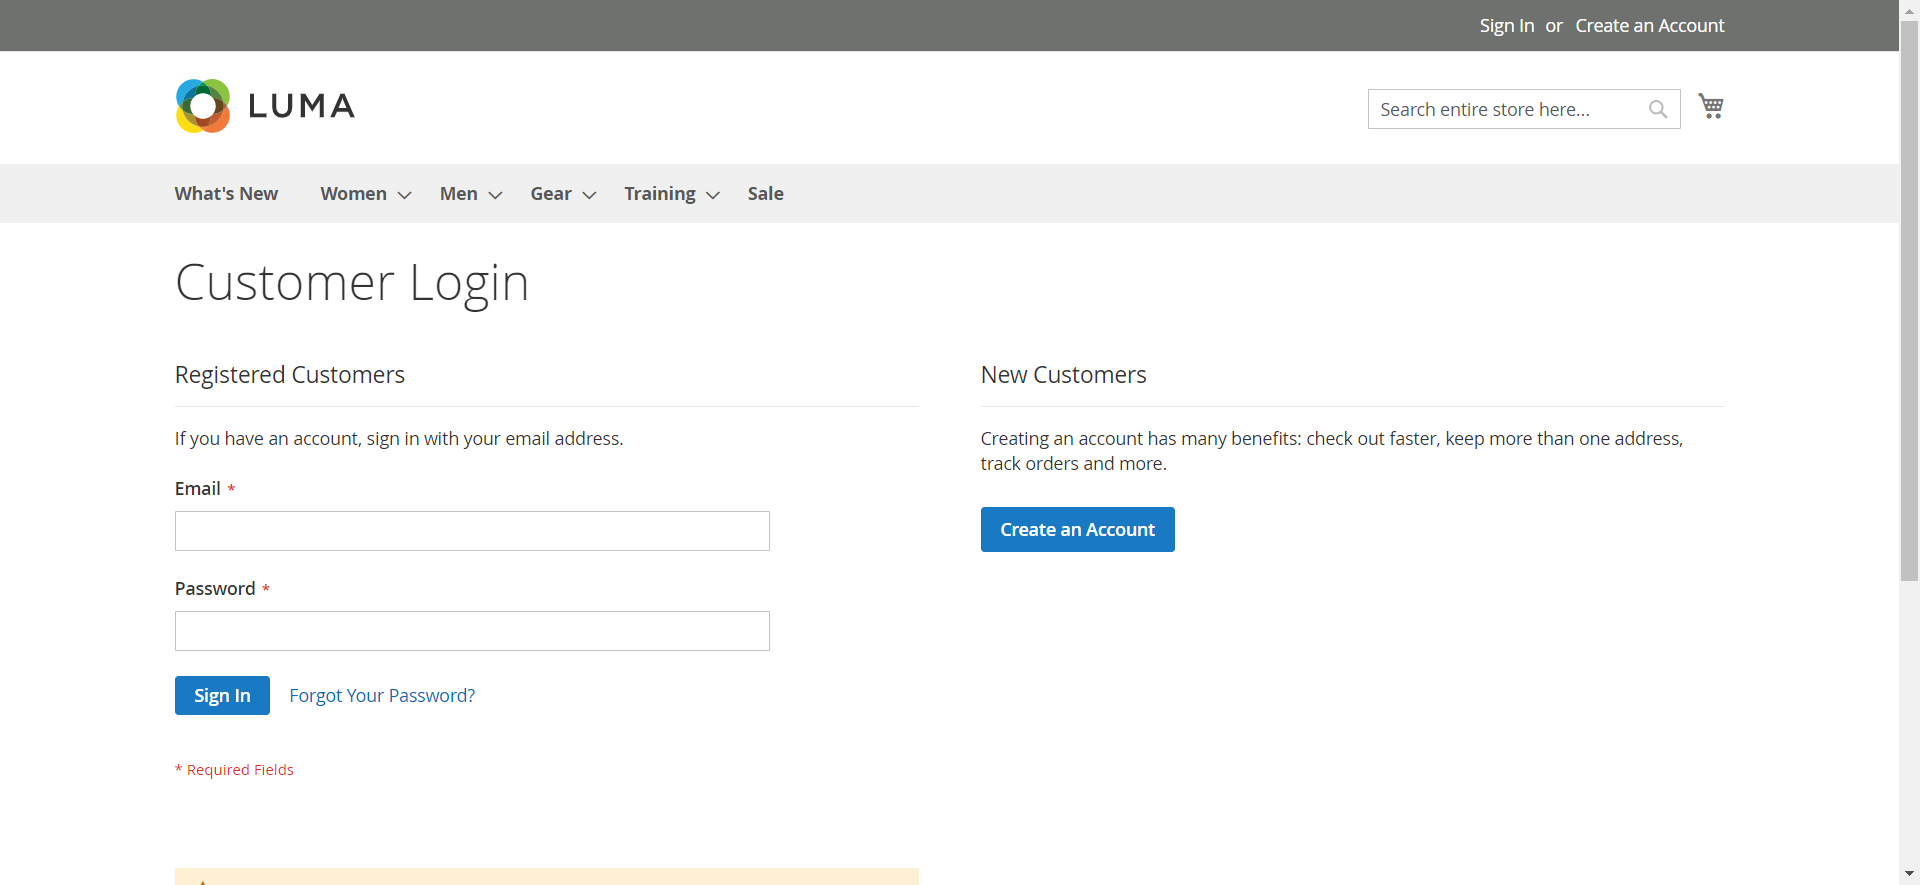 Sign In or Create an Account
LUMA
Search entire store here...
What's New Women Men Gear Training Sale
Customer Login
Registered Customers
If you have an account, sign in with your email address.
Email *
Password *
Sign In Forgot Your Password?
* Required Fields
New Customers
Creating an account has many benefits: check out faster, keep more than one address,
track orders and more.
Create an Account